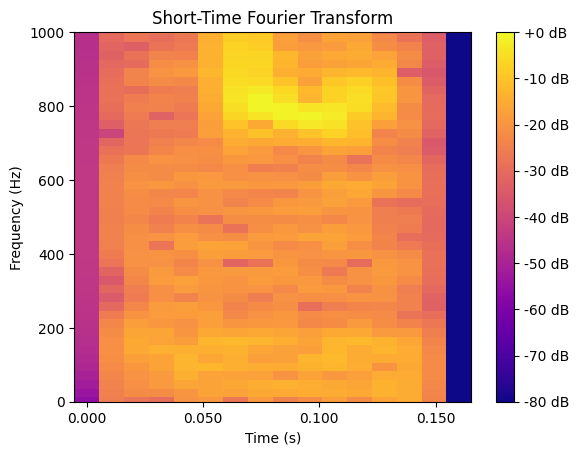 Short-Time Fourier Transform
1000
800
600
400
200
0
Frequency (Hz)
0.000
0.050
0.100
0.150
Time (s)
+0 dB
-10 dB
-20 dB
-30 dB
-40 dB
-50 dB
-60 dB
-70 dB
-80 dB